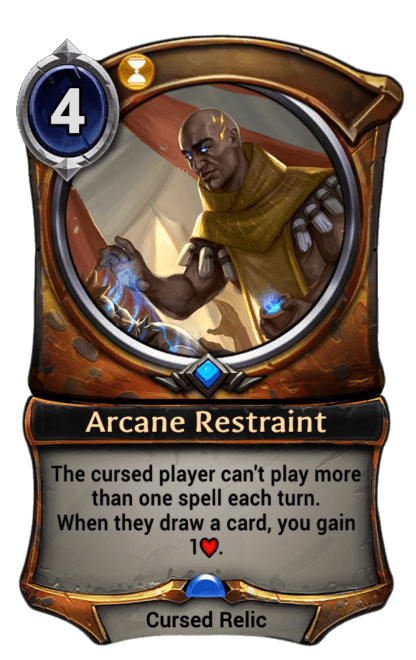 4
Arcane Restraint
The cursed player can't play more
than one spell each turn.
When they draw a card, you gain
1♥.
Cursed Relic